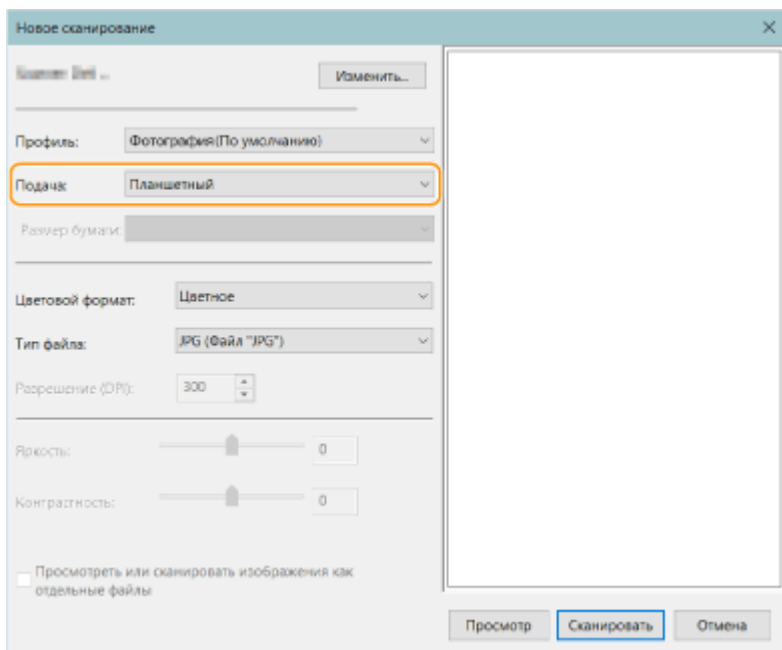 Новое сканирование
Изменить...
Профиль: Фотография(По умолчанию)
Подача: Планшетный
Размер бумаги:
Цветовой формат: Цветное
Тип файла: JPG (Файл "JPG")
Разрешение (DPI): 300
Яркость: 0
Контрастность: 0
Просмотреть или сканировать изображения как
отдельные файлы
Просмотр Сканировать Отмена